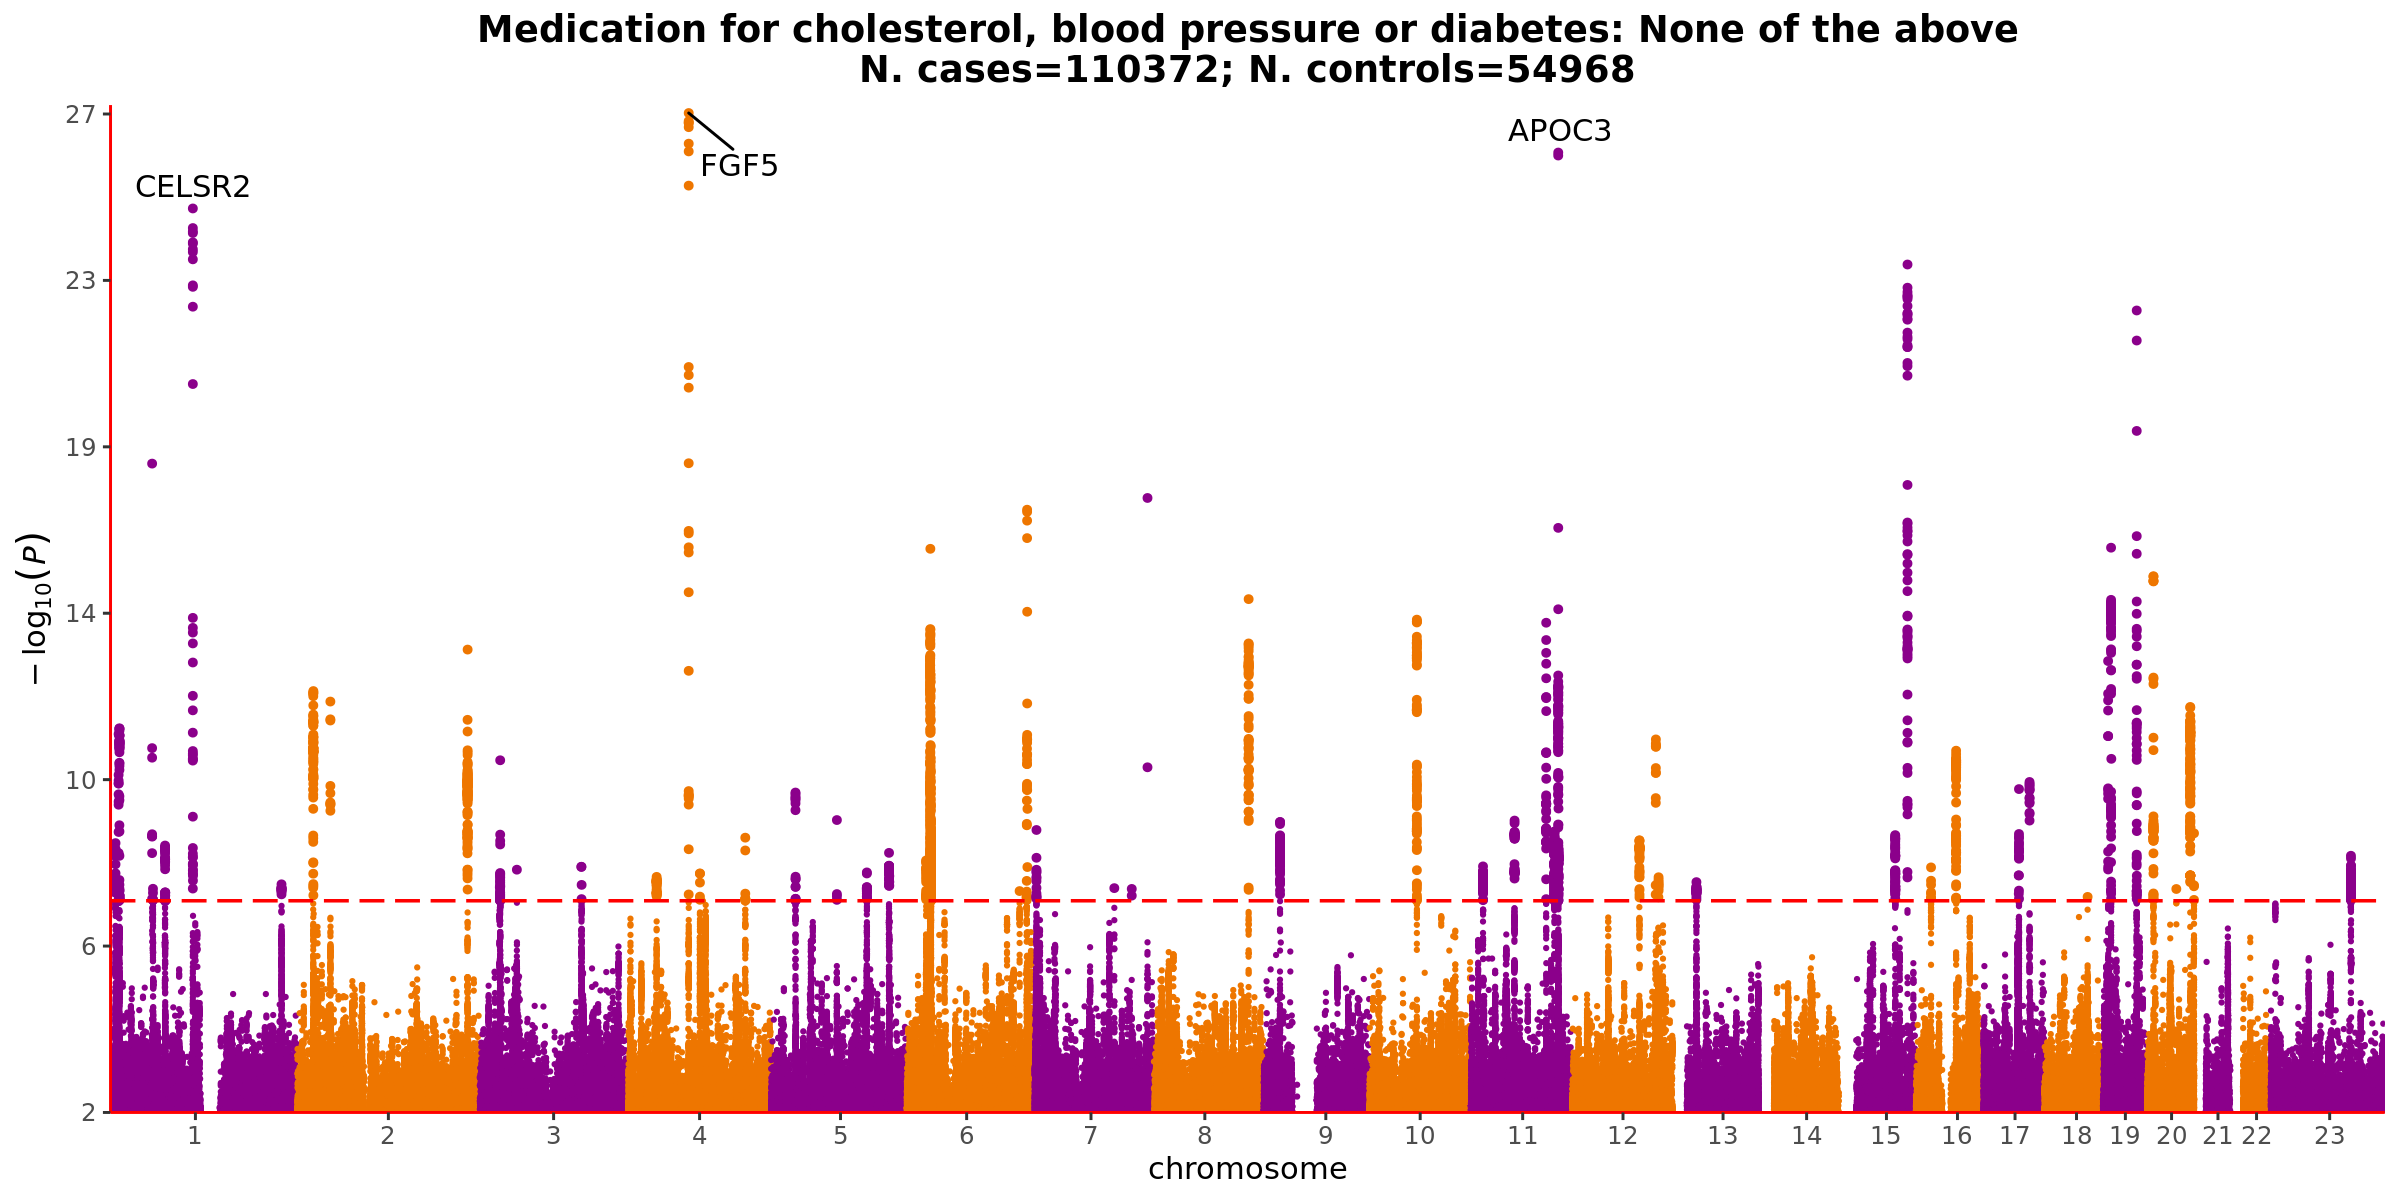 Medication for cholesterol, blood pressure or diabetes: None of the above
N. cases=110372; N. controls=54968
27
23
19
14
10
6
2
−log10(P)
CELSR2
FGF5
APOC3
1 2 3 4 5 6 7 8 9 10 11 12 13 14 15 16 17 18 19 20 21 22 23
chromosome